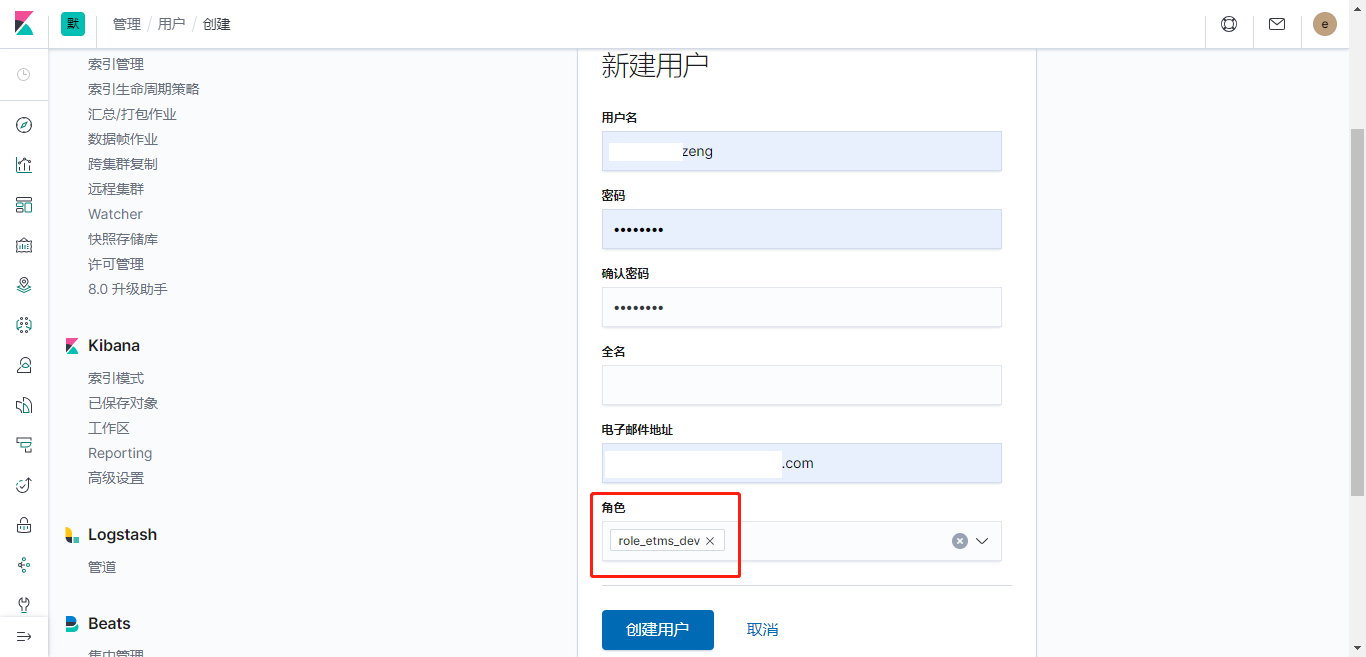 默 管理 / 用户 / 创建 e
索引管理
索引生命周期策略
汇总/打包作业
数据帧作业
跨集群复制
远程集群
Watcher
快照存储库
许可管理
8.0 升级助手
Kibana
索引模式
已保存对象
工作区
Reporting
高级设置
Logstash
管道
Beats
集中管理
新建用户
用户名
zeng
密码
••••••••
确认密码
••••••••
全名
电子邮件地址
.com
角色
role_etms_dev
创建用户 取消